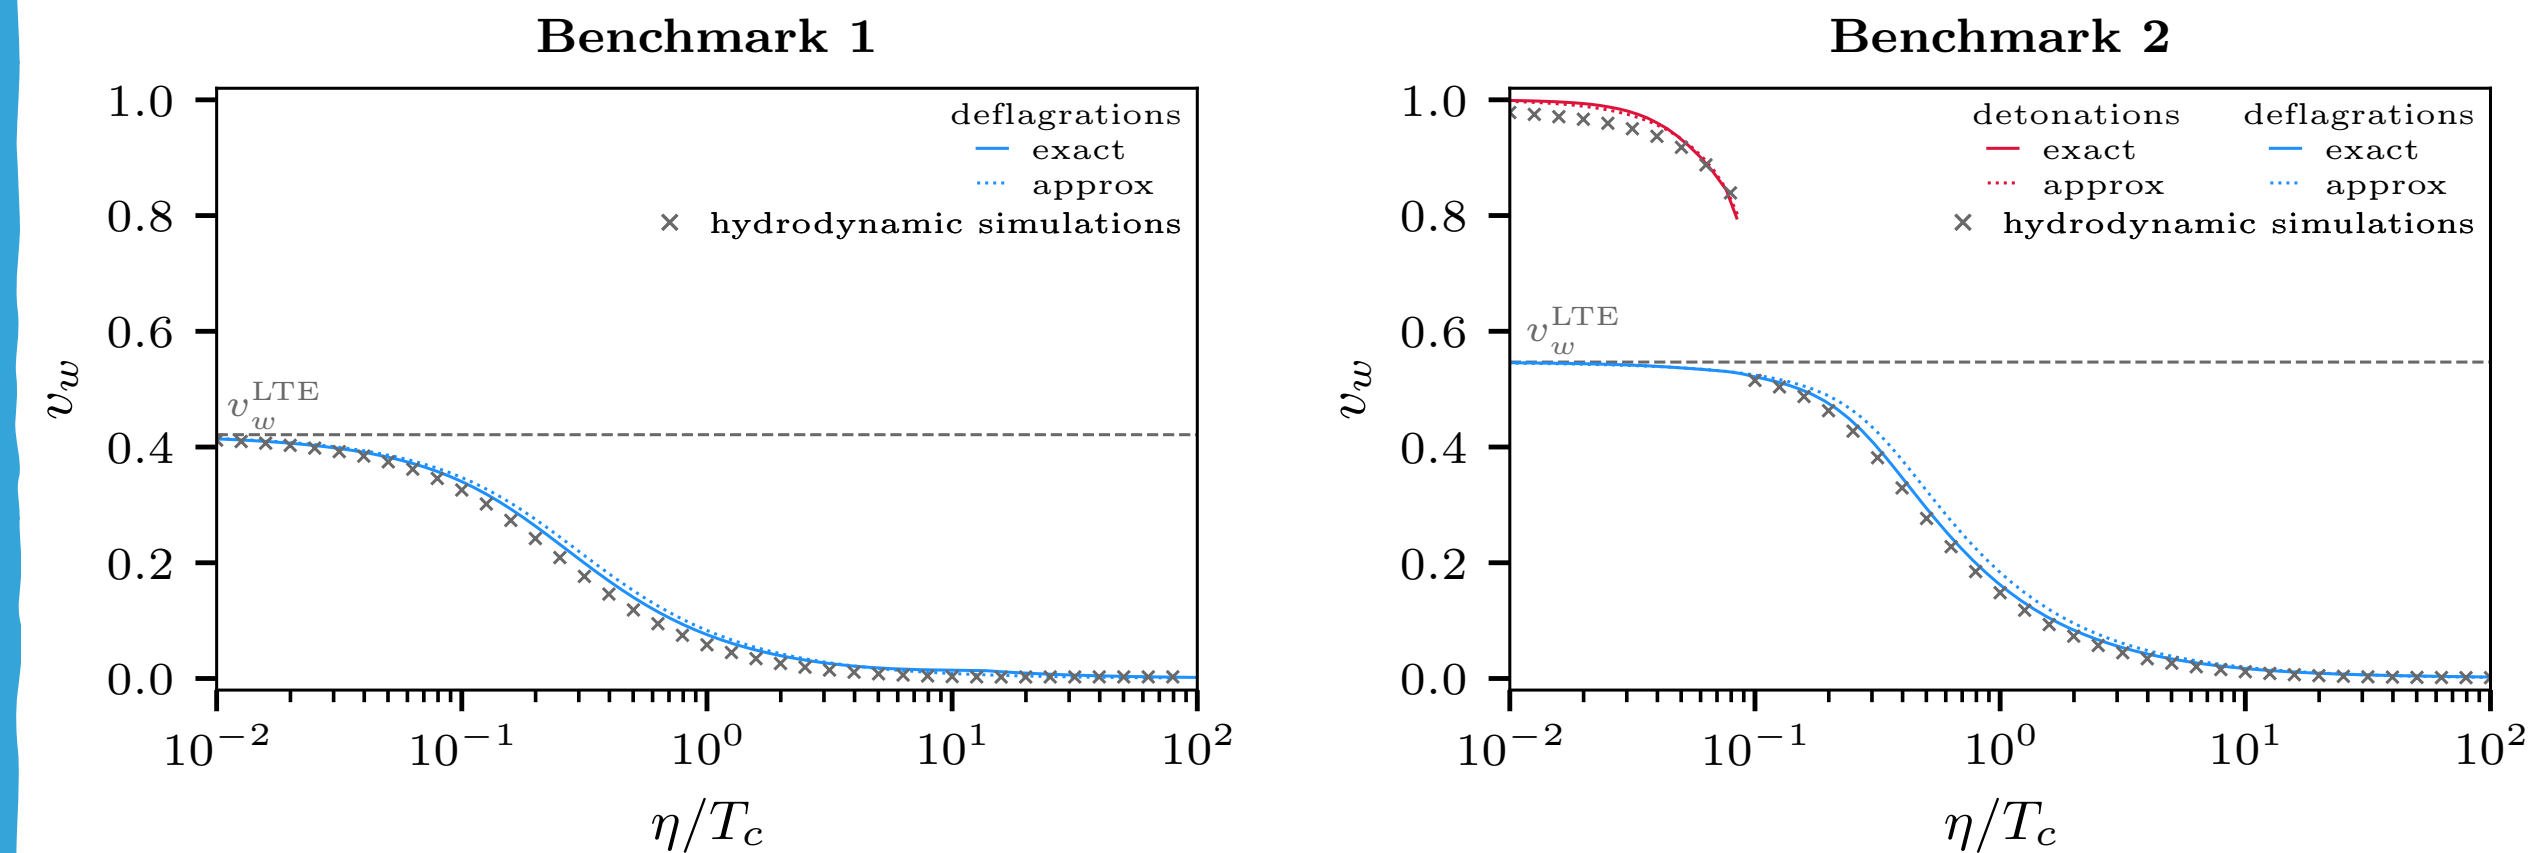 Benchmark 1
1.0
0.8
0.6
0.4
0.2
0.0
v_w
deflagrations
exact
approx
hydrodynamic simulations
v_w^LTE
10^−2 10^−1 10^0 10^1 10^2
η/T_c
Benchmark 2
1.0
0.8
0.6
0.4
0.2
0.0
v_w
detonations deflagrations
exact exact
approx approx
hydrodynamic simulations
v_w^LTE
10^−2 10^−1 10^0 10^1 10^2
η/T_c